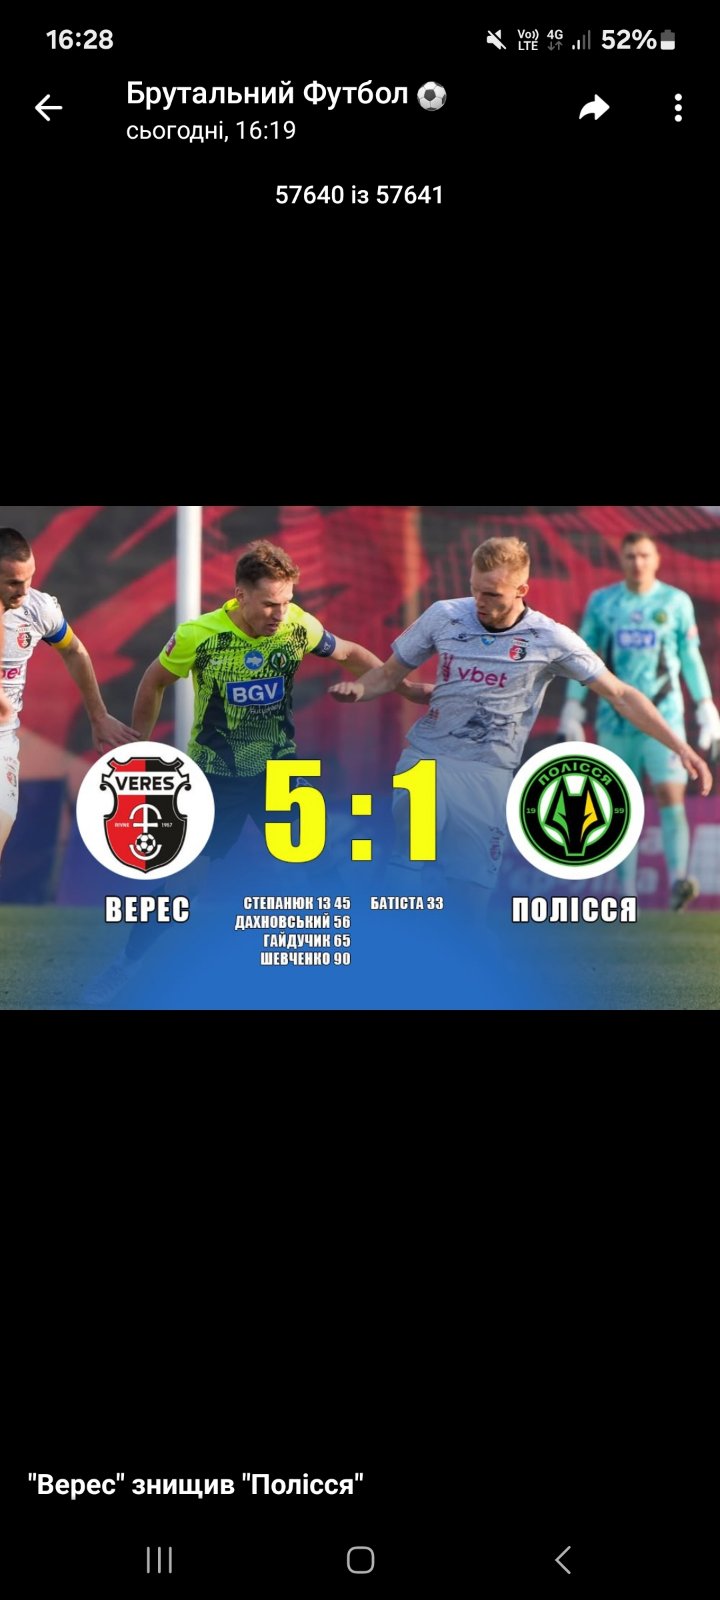 16:28
Vo)) 4G 52%
LTE
Брутальний Футбол ⚽
сьогодні, 16:19
57640 із 57641
BGV
vbet
BGV
VERES
RIVNE 1957
5:1
ПОЛІССЯ
19 59
ВЕРЕС
СТЕПАНЮК 13 45
ДАХНОВСЬКИЙ 56
ГАЙДУЧИК 65
ШЕВЧЕНКО 90
БАТІСТА 33
ПОЛІССЯ
"Верес" знищив "Полісся"